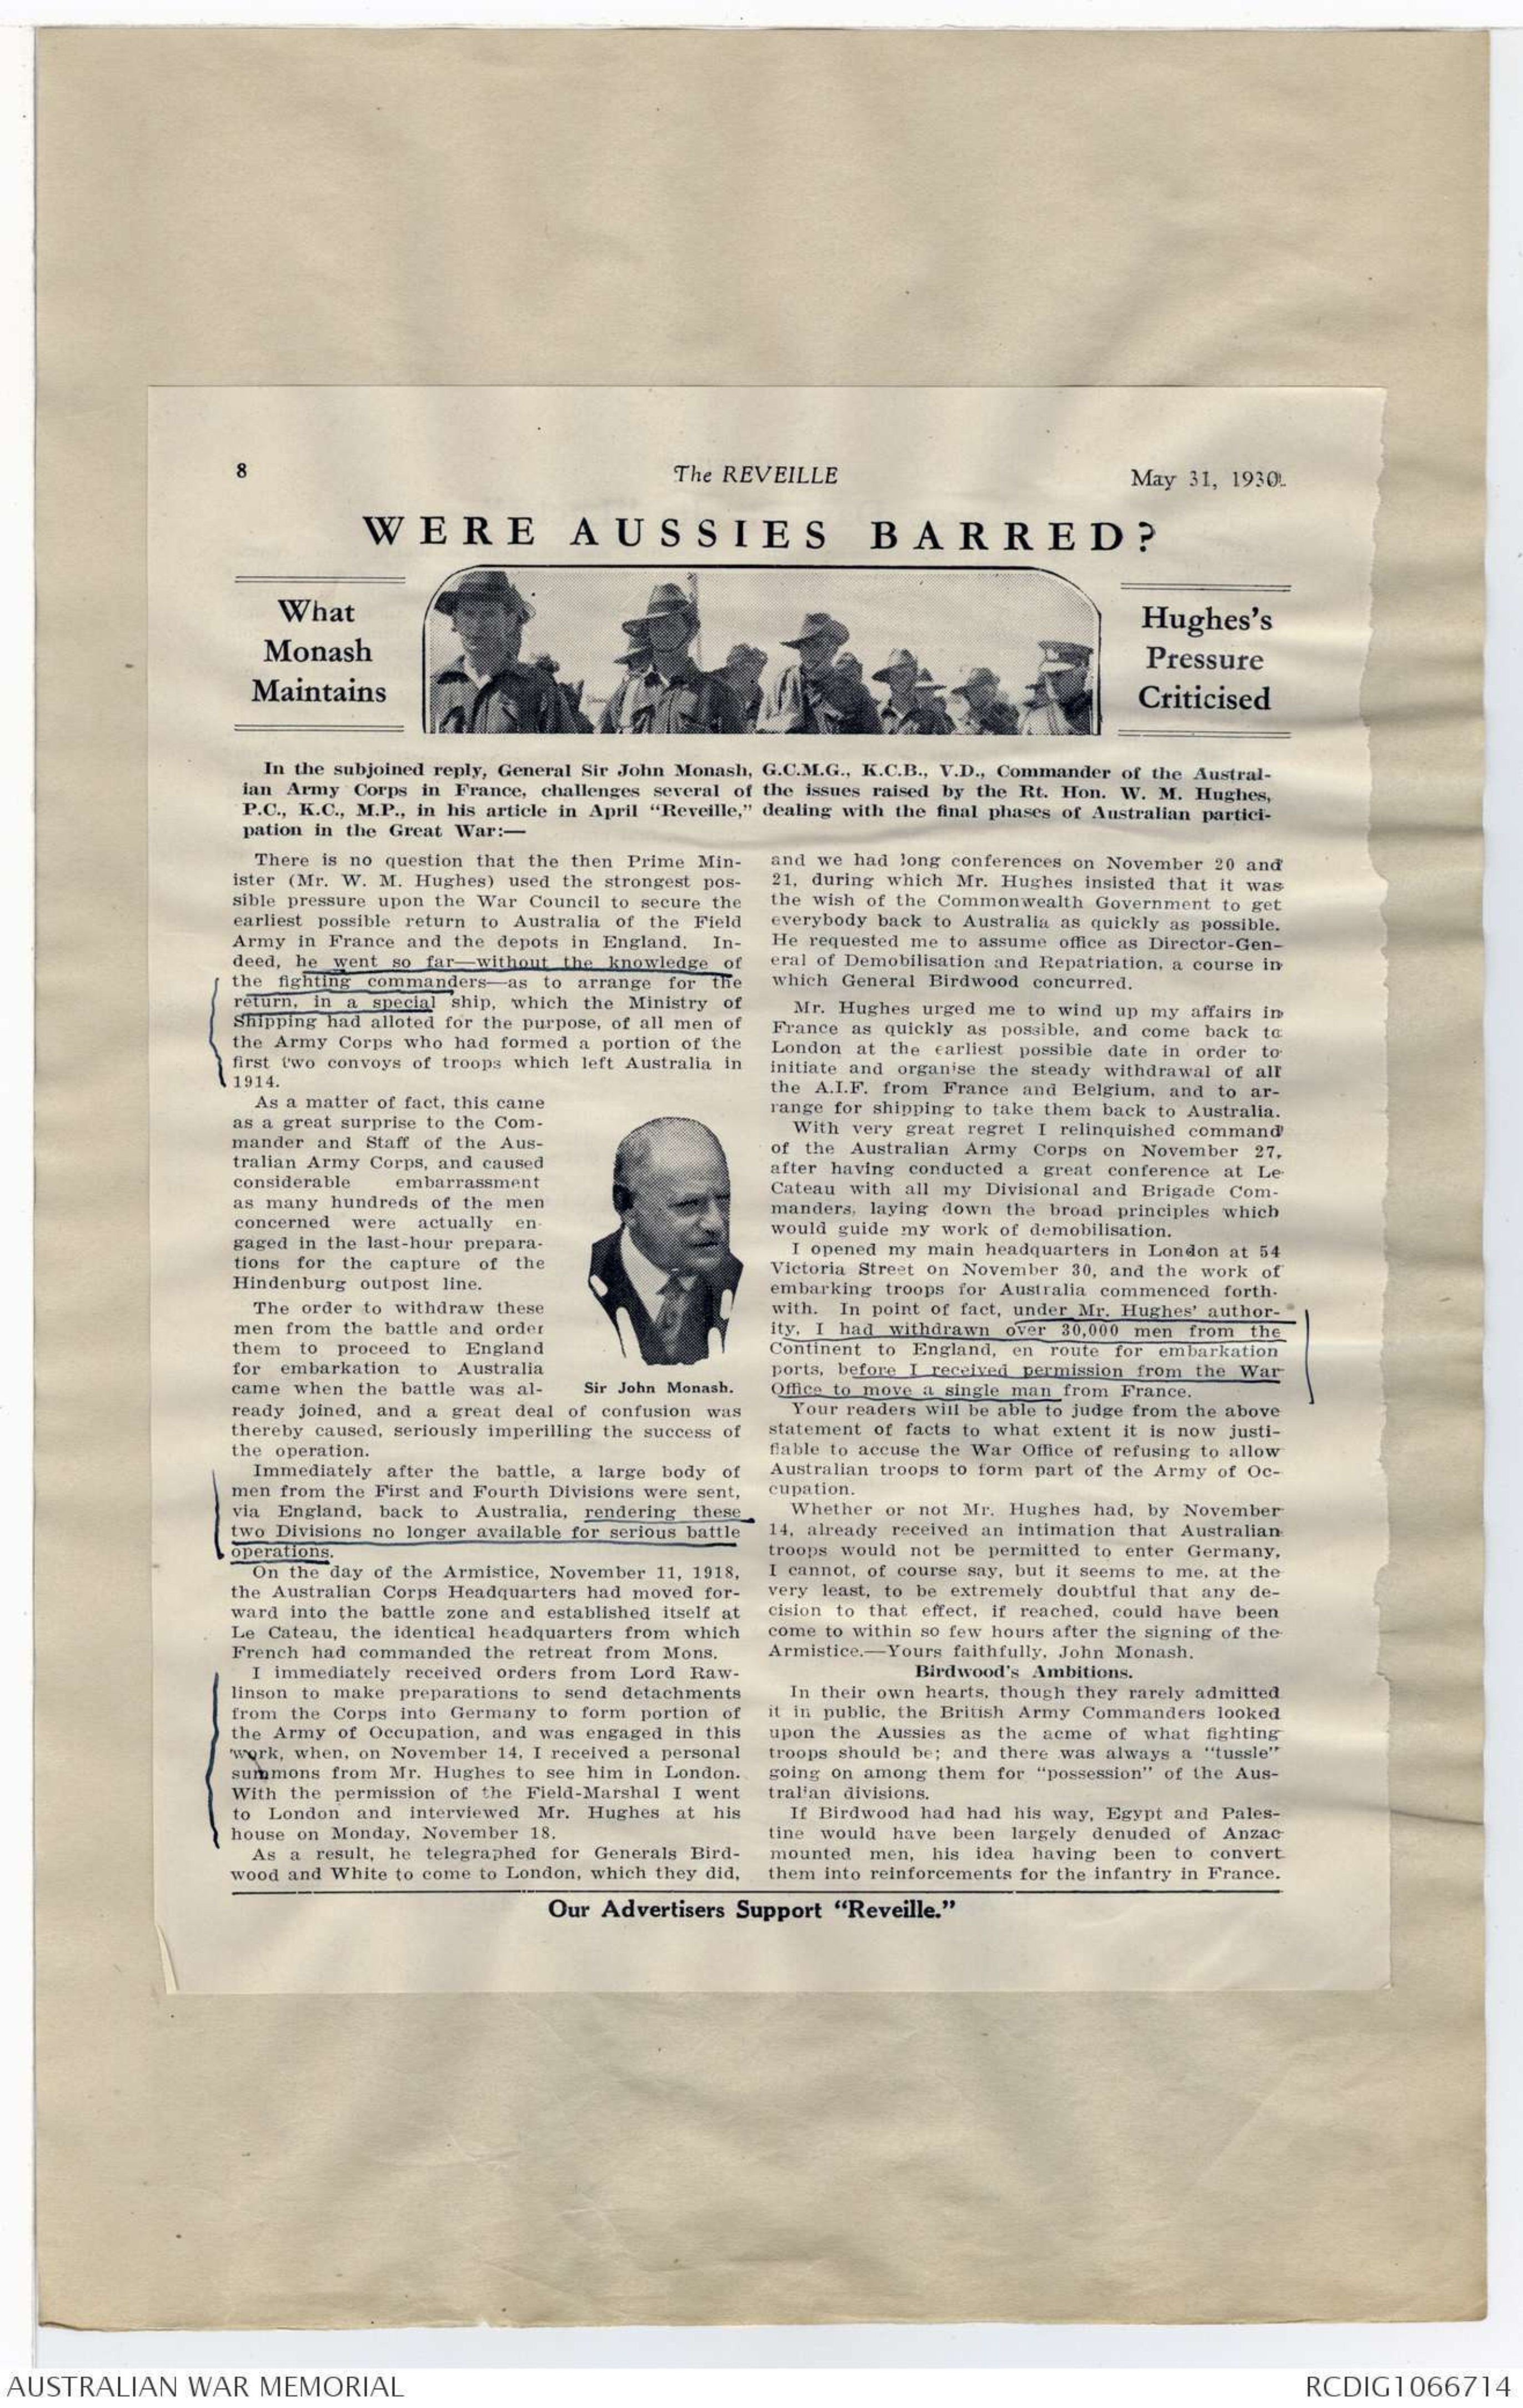 8
The REVEILLE
May 31, 1930.
WERE AUSSIES BARRED?
What
Monash
Maintains
Hughes's
Pressure
Criticised
In the subjoined reply, General Sir John Monash, G.C.M.G., K.C.B., V.D., Commander of the Austral-
ian Army Corps in France, challenges several of the issues raised by the Rt. Hon. W. M. Hughes,
P.C., K.C., M.P., in his article in April "Reveille," dealing with the final phases of Australian partici-
pation in the Great War:—
There is no question that the then Prime Min-
ister (Mr. W. M. Hughes) used the strongest pos-
sible pressure upon the War Council to secure the
earliest possible return to Australia of the Field
Army in France and the depots in England. In-
deed, he went so far—without the knowledge of
the fighting commanders—as to arrange for the
return, in a special ship, which the Ministry of
Shipping had alloted for the purpose, of all men of
the Army Corps who had formed a portion of the
first two convoys of troops which left Australia in
1914.
As a matter of fact, this came
as a great surprise to the Com-
mander and Staff of the Aus-
tralian Army Corps, and caused
considerable embarrassment
as many hundreds of the men
concerned were actually en-
gaged in the last-hour prepara-
tions for the capture of the
Hindenburg outpost line.
The order to withdraw these
men from the battle and order
them to proceed to England
for embarkation to Australia
came when the battle was al-
Sir John Monash.
ready joined, and a great deal of confusion was
thereby caused, seriously imperilling the success of
the operation.
Immediately after the battle, a large body of
men from the First and Fourth Divisions were sent,
via England, back to Australia, rendering these
two Divisions no longer available for serious battle
operations.
On the day of the Armistice, November 11, 1918,
the Australian Corps Headquarters had moved for-
ward into the battle zone and established itself at
Le Cateau, the identical headquarters from which
French had commanded the retreat from Mons.
I immediately received orders from Lord Raw-
linson to make preparations to send detachments
from the Corps into Germany to form portion of
the Army of Occupation, and was engaged in this
work, when, on November 14, I received a personal
summons from Mr. Hughes to see him in London.
With the permission of the Field-Marshal I went
to London and interviewed Mr. Hughes at his
house on Monday, November 18.
As a result, he telegraphed for Generals Bird-
wood and White to come to London, which they did,
and we had long conferences on November 20 and
21, during which Mr. Hughes insisted that it was
the wish of the Commonwealth Government to get
everybody back to Australia as quickly as possible.
He requested me to assume office as Director-Gen-
eral of Demobilisation and Repatriation, a course in
which General Birdwood concurred.
Mr. Hughes urged me to wind up my affairs in
France as quickly as possible, and come back to
London at the earliest possible date in order to
initiate and organise the steady withdrawal of all
the A.I.F. from France and Belgium, and to ar-
range for shipping to take them back to Australia.
With very great regret I relinquished command
of the Australian Army Corps on November 27,
after having conducted a great conference at Le
Cateau with all my Divisional and Brigade Com-
manders, laying down the broad principles which
would guide my work of demobilisation.
I opened my main headquarters in London at 54
Victoria Street on November 30, and the work of
embarking troops for Australia commenced forth-
with. In point of fact, under Mr. Hughes' author-
ity, I had withdrawn over 30,000 men from the
Continent to England, en route for embarkation
ports, before I received permission from the War
Office to move a single man from France.
Your readers will be able to judge from the above
statement of facts to what extent it is now justi-
fiable to accuse the War Office of refusing to allow
Australian troops to form part of the Army of Oc-
cupation.
Whether or not Mr. Hughes had, by November
14, already received an intimation that Australian
troops would not be permitted to enter Germany,
I cannot, of course say, but it seems to me, at the
very least, to be extremely doubtful that any de-
cision to that effect, if reached, could have been
come to within so few hours after the signing of the
Armistice.—Yours faithfully, John Monash.
Birdwood's Ambitions.
In their own hearts, though they rarely admitted
it in public, the British Army Commanders looked
upon the Aussies as the acme of what fighting
troops should be; and there was always a "tussle"
going on among them for "possession" of the Aus-
tralian divisions.
If Birdwood had had his way, Egypt and Pales-
tine would have been largely denuded of Anzac
mounted men, his idea having been to convert
them into reinforcements for the infantry in France.
Our Advertisers Support "Reveille."
AUSTRALIAN WAR MEMORIAL
RCDIG1066714